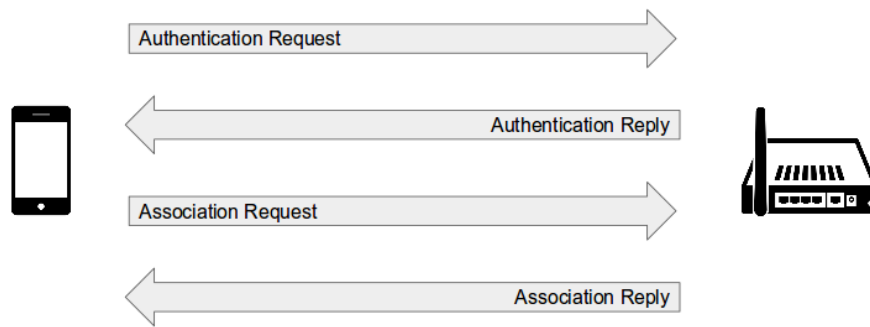 Authentication Request
Authentication Reply
Association Request
Association Reply